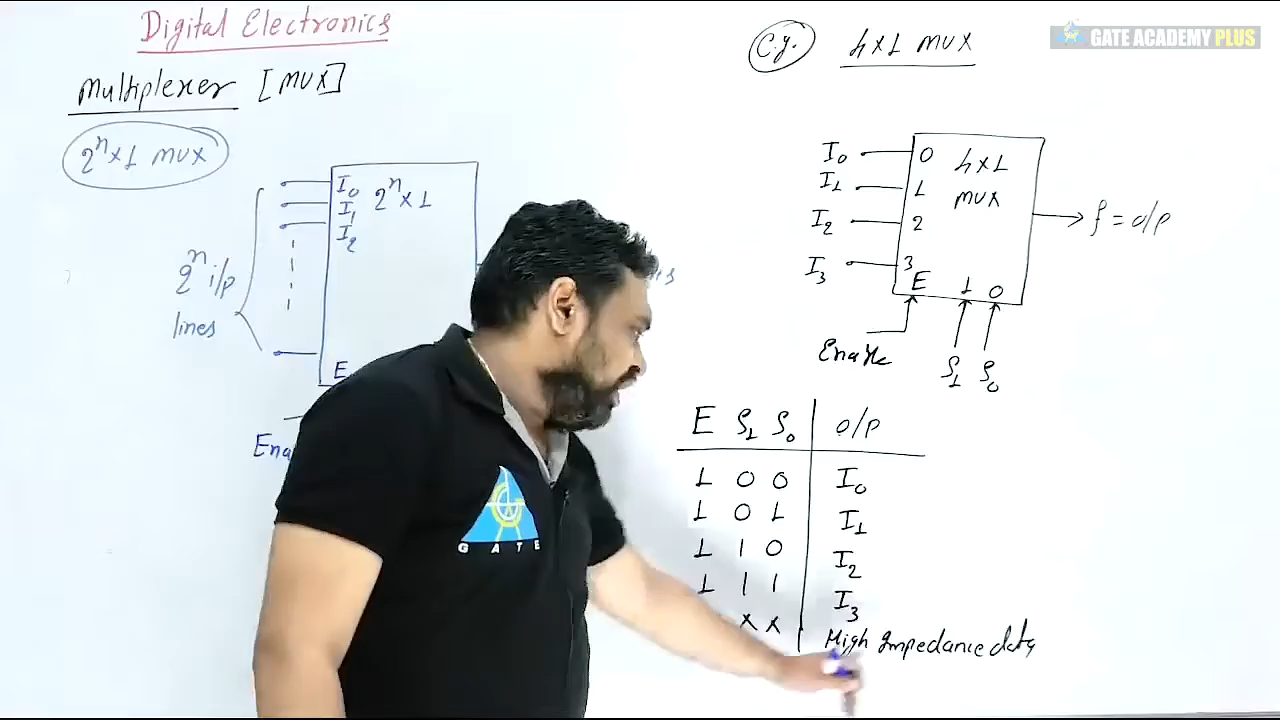 Digital Electronics
Multiplexer [MUX]
2ⁿ×1 MUX
I₀
I₁
I₂
2ⁿ×1
2ⁿ i/p
lines
E
e.g.
4×1 MUX
GATE ACADEMY PLUS
I₀ 0 4×1
I₁ 1 MUX
I₂ 2
I₃ 3
f = o/p
E 1 0
Enable
S₁ S₀
E S₁ S₀ o/p
1 0 0 I₀
1 0 1 I₁
1 1 0 I₂
1 1 1 I₃
x x High Impedance data
GATE